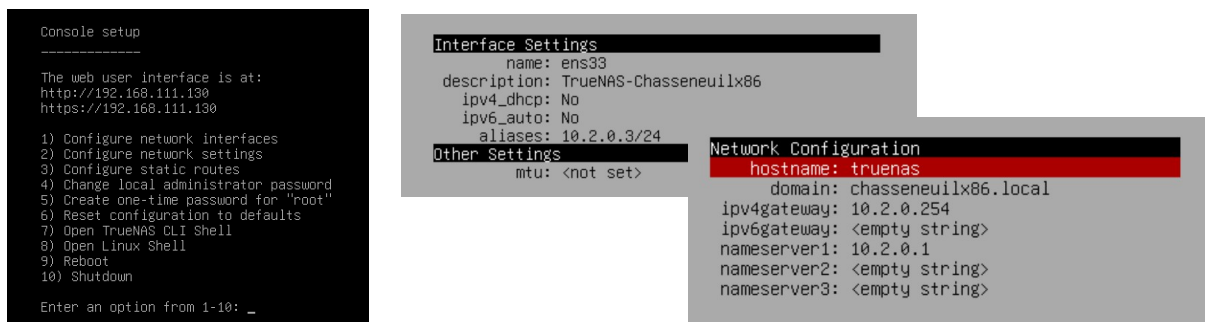 Console setup
-------------
The web user interface is at:
http://192.168.111.130
https://192.168.111.130
1) Configure network interfaces
2) Configure network settings
3) Configure static routes
4) Change local administrator password
5) Create one-time password for "root"
6) Reset configuration to defaults
7) Open TrueNAS CLI Shell
8) Open Linux Shell
9) Reboot
10) Shutdown
Enter an option from 1-10: _
Interface Settings
name: ens33
description: TrueNAS-Chasseneuilx86
ipv4_dhcp: No
ipv6_auto: No
aliases: 10.2.0.3/24
Other Settings
mtu: <not set>
Network Configuration
hostname: truenas
domain: chasseneuilx86.local
ipv4gateway: 10.2.0.254
ipv6gateway: <empty string>
nameserver1: 10.2.0.1
nameserver2: <empty string>
nameserver3: <empty string>